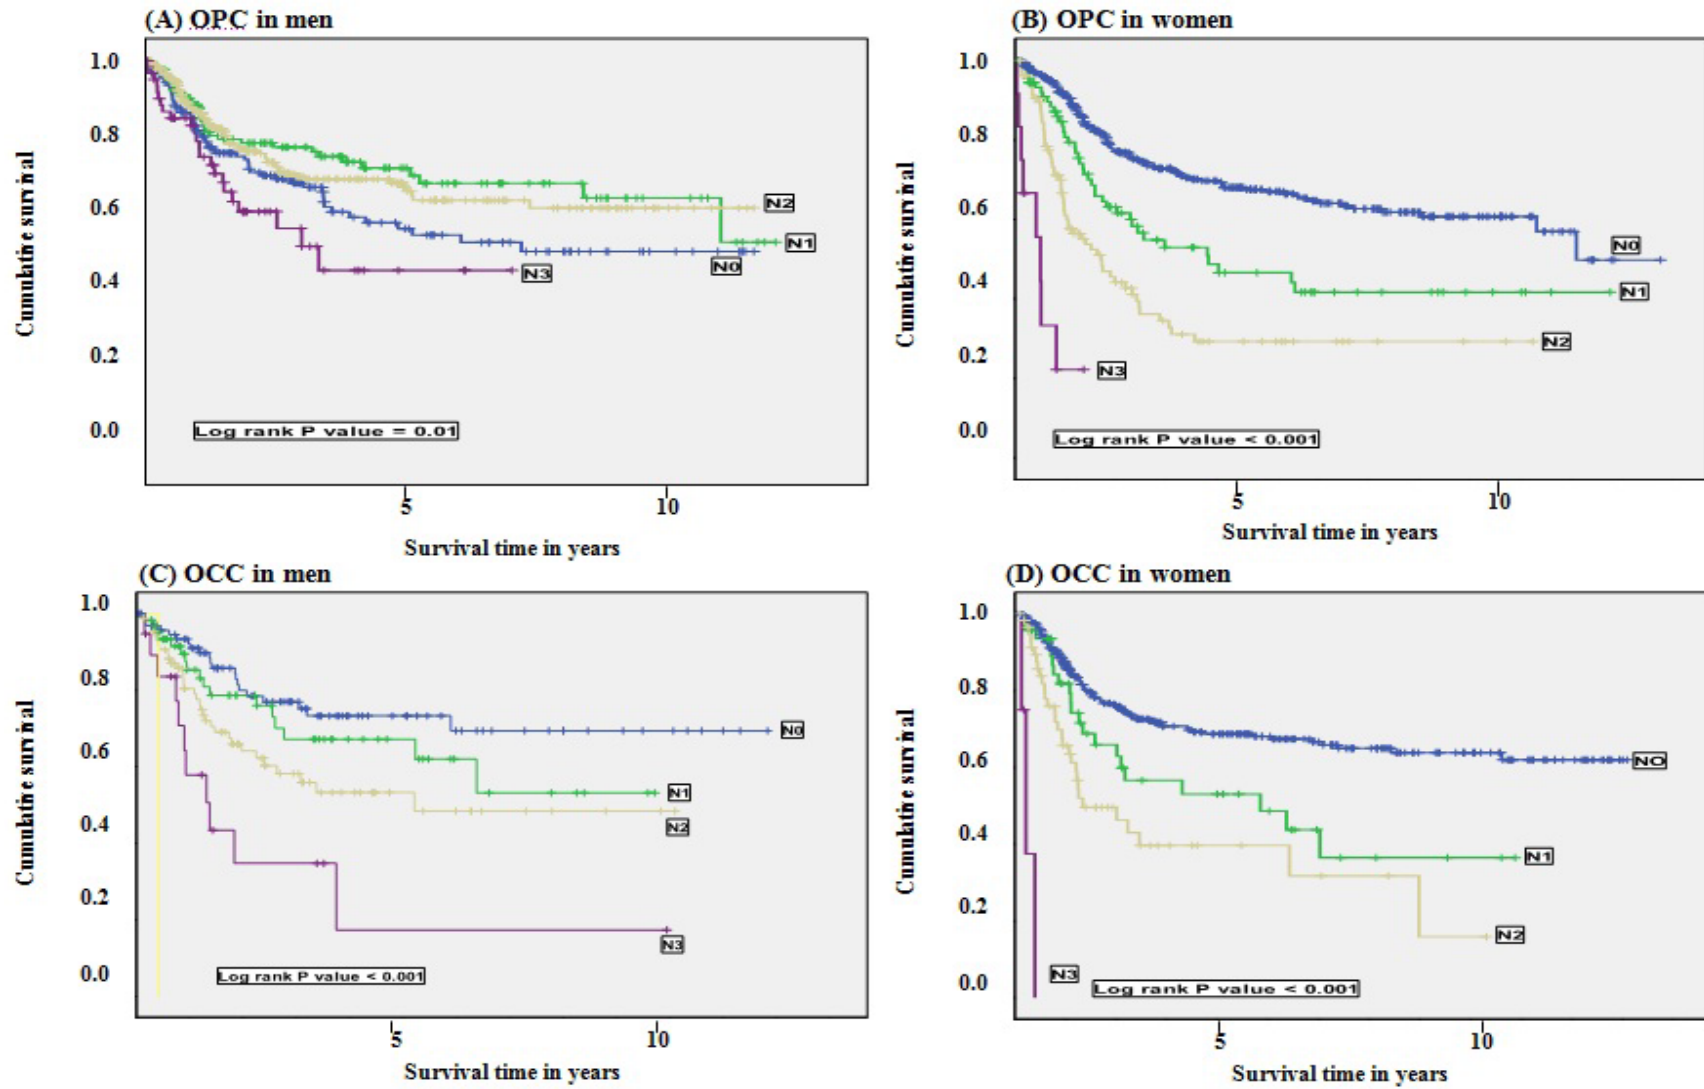 (A) OPC in men
Cumulative survival
1.0
0.8
0.6
0.4
0.2
0.0
N2
N1
N0
N3
Log rank P value = 0.01
5
10
Survival time in years
(B) OPC in women
Cumulative survival
1.0
0.8
0.6
0.4
0.2
0.0
N0
N1
N2
N3
Log rank P value < 0.001
5
10
Survival time in years
(C) OCC in men
Cumulative survival
1.0
0.8
0.6
0.4
0.2
0.0
N0
N1
N2
N3
Log rank P value < 0.001
5
10
Survival time in years
(D) OCC in women
Cumulative survival
1.0
0.8
0.6
0.4
0.2
0.0
NO
N1
N2
N3
Log rank P value < 0.001
5
10
Survival time in years